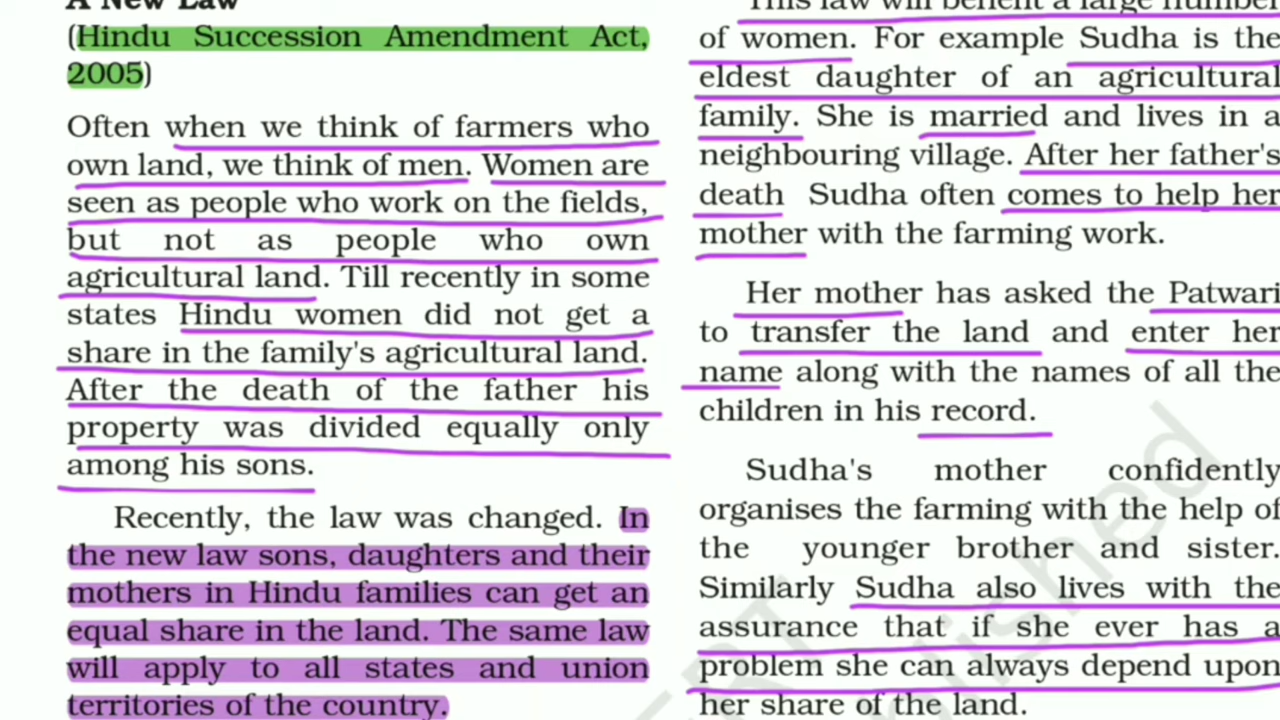 A New Law
(Hindu Succession Amendment Act,
2005)
Often when we think of farmers who
own land, we think of men. Women are
seen as people who work on the fields,
but not as people who own
agricultural land. Till recently in some
states Hindu women did not get a
share in the family's agricultural land.
After the death of the father his
property was divided equally only
among his sons.
Recently, the law was changed. In
the new law sons, daughters and their
mothers in Hindu families can get an
equal share in the land. The same law
will apply to all states and union
territories of the country.
This law will benefit a large number
of women. For example Sudha is the
eldest daughter of an agricultural
family. She is married and lives in a
neighbouring village. After her father's
death Sudha often comes to help her
mother with the farming work.
Her mother has asked the Patwari
to transfer the land and enter her
name along with the names of all the
children in his record.
Sudha's mother confidently
organises the farming with the help of
the younger brother and sister.
Similarly Sudha also lives with the
assurance that if she ever has a
problem she can always depend upon
her share of the land.